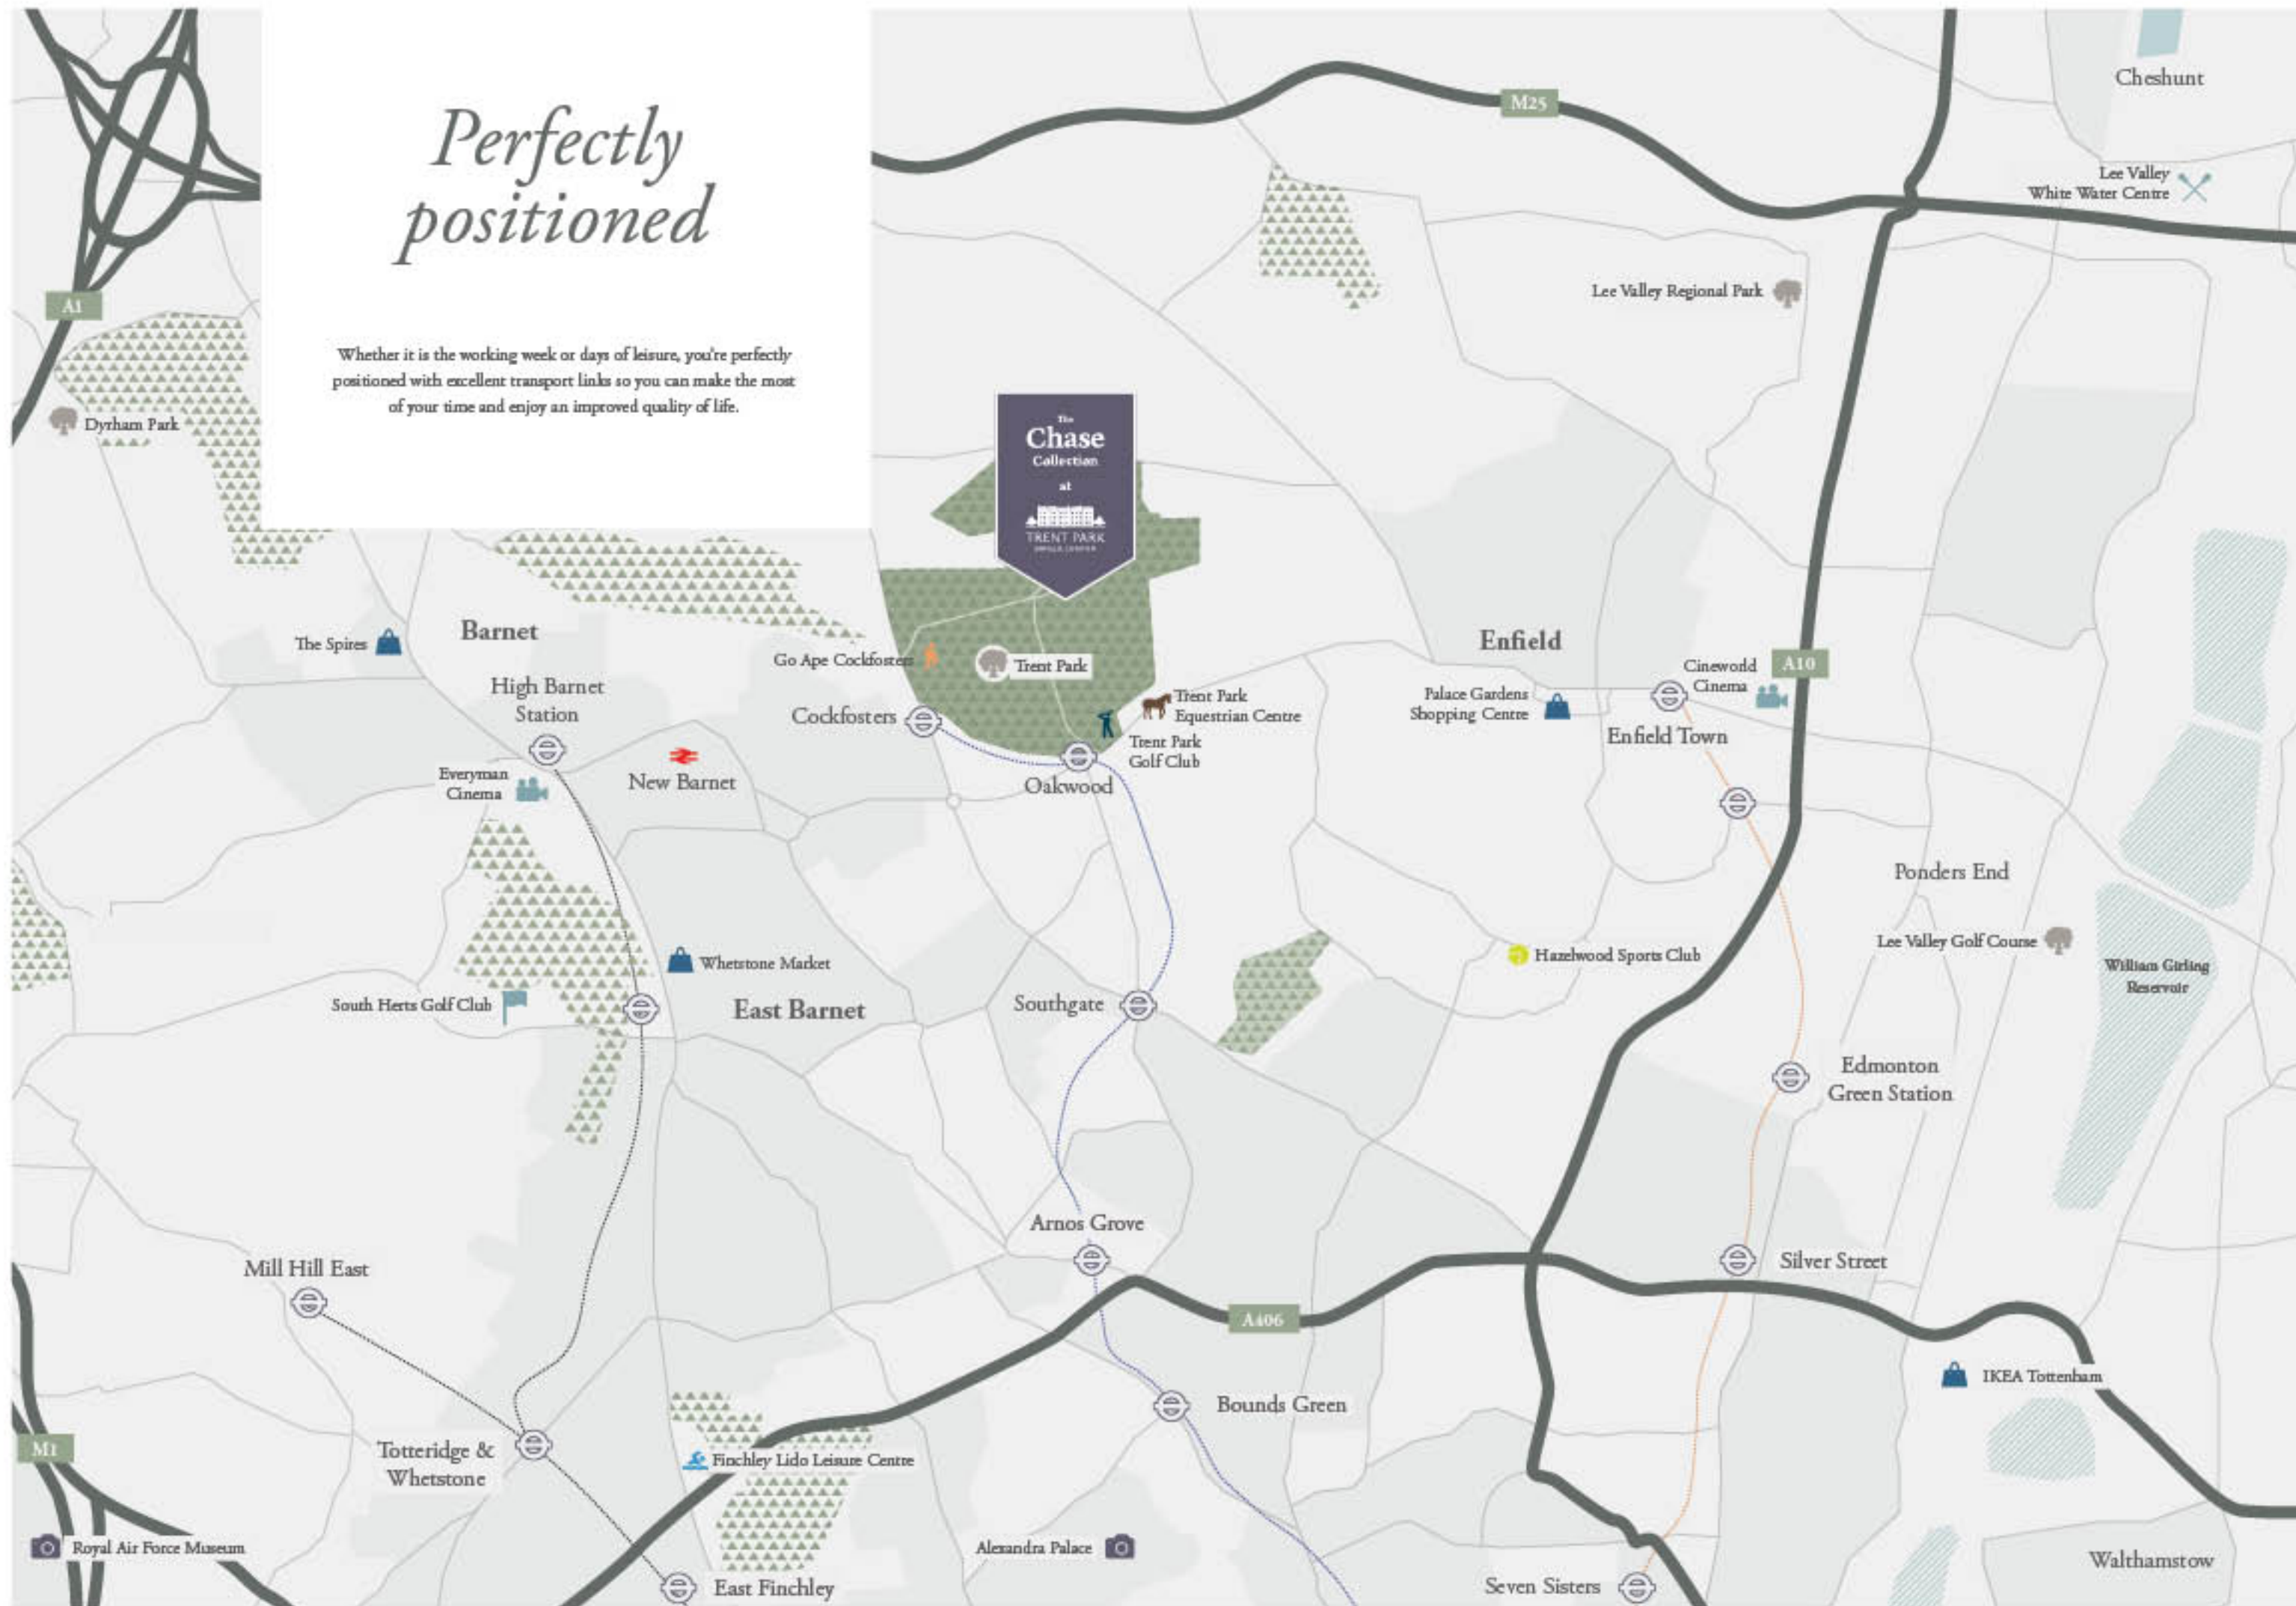 Perfectly
positioned
Whether it is the working week or days of leisure, you're perfectly
positioned with excellent transport links so you can make the most
of your time and enjoy an improved quality of life.
M25
Cheshunt
Lee Valley
White Water Centre
Lee Valley Regional Park
A1
Dyrham Park
The
Chase
Collection
at
TRENT PARK
The Spires
Barnet
High Barnet
Station
Go Ape Cockfosters
Trent Park
Cockfosters
Trent Park
Equestrian Centre
Trent Park
Golf Club
Oakwood
Enfield
Palace Gardens
Shopping Centre
Cineworld
Cinema
A10
Enfield Town
Everyman
Cinema
New Barnet
Ponders End
Lee Valley Golf Course
William Girling
Reservoir
Hazelwood Sports Club
Whetstone Market
South Herts Golf Club
East Barnet
Southgate
Edmonton
Green Station
Arnos Grove
Mill Hill East
Silver Street
A406
IKEA Tottenham
Bounds Green
M1
Totteridge &
Whetstone
Finchley Lido Leisure Centre
Royal Air Force Museum
Alexandra Palace
East Finchley
Seven Sisters
Walthamstow